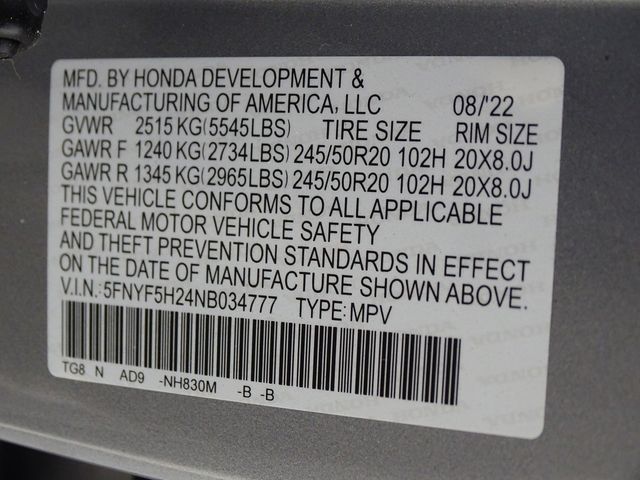 MFD. BY HONDA DEVELOPMENT &
MANUFACTURING OF AMERICA, LLC 08/'22
GVWR 2515 KG(5545LBS) TIRE SIZE RIM SIZE
GAWR F 1240 KG(2734LBS) 245/50R20 102H 20X8.0J
GAWR R 1345 KG(2965LBS) 245/50R20 102H 20X8.0J
THIS VEHICLE CONFORMS TO ALL APPLICABLE
FEDERAL MOTOR VEHICLE SAFETY
AND THEFT PREVENTION STANDARDS IN EFFECT
ON THE DATE OF MANUFACTURE SHOWN ABOVE.
V.I.N.:5FNYF5H24NB034777 TYPE:MPV
TG8 N AD9 -NH830M -B -B